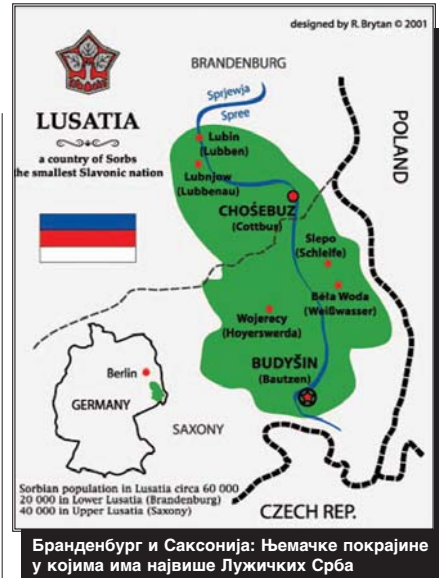 designed by R. Brytan © 2001
BRANDENBURG
Sprjewja
Spree
POLAND
LUSATIA
a country of Sorbs
the smallest Slavonic nation
Lubin
(Lubben)
Lubnjow
(Lubbenau)
CHOŚEBUZ
(Cottbus)
Slepo
(Schleife)
Běła Woda
(Weißwasser)
Wojerecy
(Hoyerswerda)
BUDYŠIN
(Bautzen)
Berlin
GERMANY
SAXONY
Sorbian population in Lusatia circa 60 000
20 000 in Lower Lusatia (Brandenburg)
40 000 in Upper Lusatia (Saxony)
CZECH REP.
Бранденбург и Саксонија: Њемачке покрајине
у којима има највише Лужичких Срба